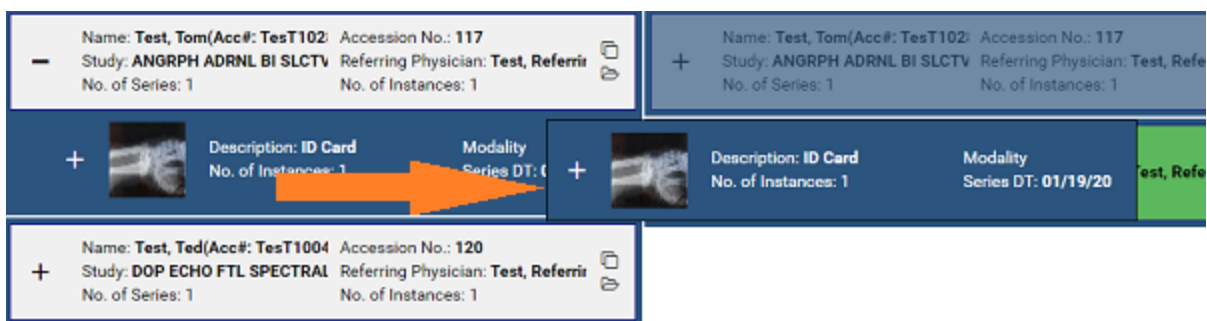 Name: Test, Tom(Acc#: TesT102 Accession No.: 117
Study: ANGRPH ADRNL BI SLCTV Referring Physician: Test, Referrin
No. of Series: 1 No. of Instances: 1
Description: ID Card Modality
No. of Instances: 1 Series DT: 0
Name: Test, Ted(Acc#: TesT1004 Accession No.: 120
Study: DOP ECHO FTL SPECTRAL Referring Physician: Test, Referrin
No. of Series: 1 No. of Instances: 1
Name: Test, Tom(Acc#: TesT102 Accession No.: 117
Study: ANGRPH ADRNL BI SLCTV Referring Physician: Test, Refe
No. of Series: 1 No. of Instances: 1
Description: ID Card Modality
No. of Instances: 1 Series DT: 01/19/20
Test, Refe